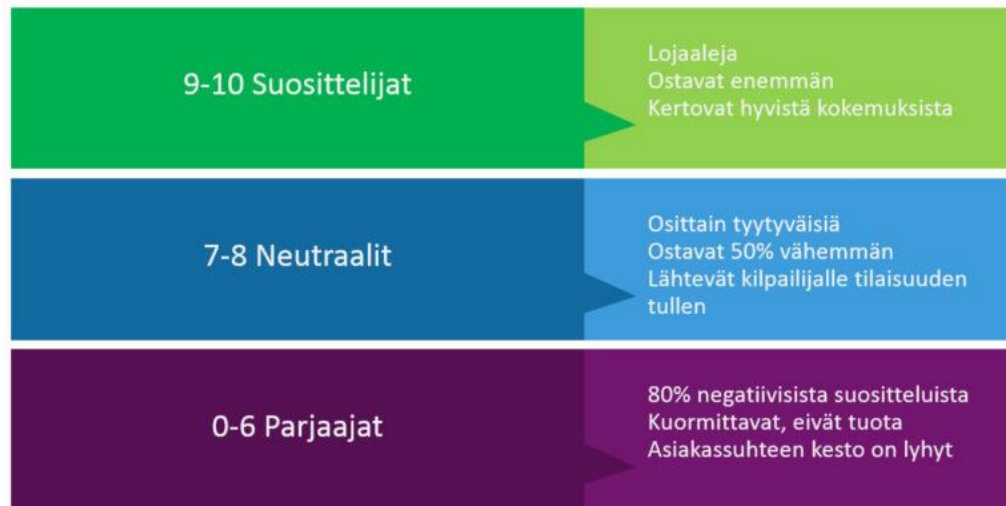 9-10 Suosittelijat
Lojaaleja
Ostavat enemmän
Kertovat hyvistä kokemuksista
7-8 Neutraalit
Osittain tyytyväisiä
Ostavat 50% vähemmän
Lähtevät kilpailijalle tilaisuuden
tullen
0-6 Parjaajat
80% negatiivisista suositteluista
Kuormittavat, eivät tuota
Asiakassuhteen kesto on lyhyt